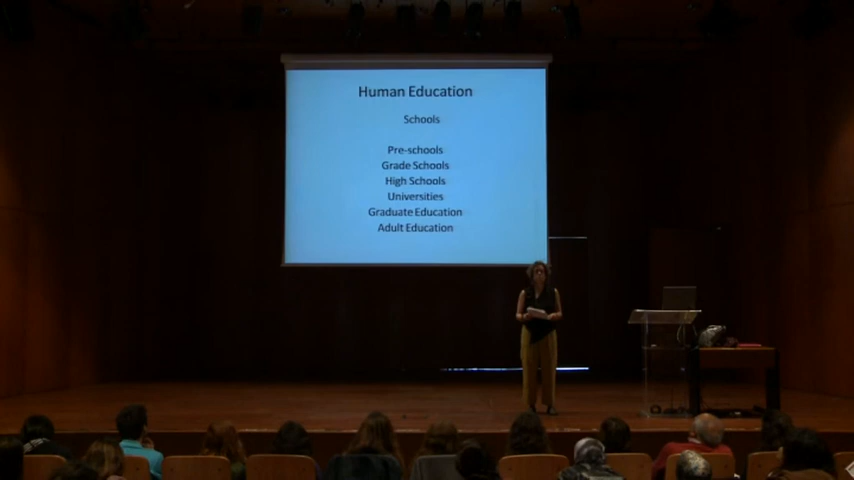 Human Education
Schools
Pre-schools
Grade Schools
High Schools
Universities
Graduate Education
Adult Education